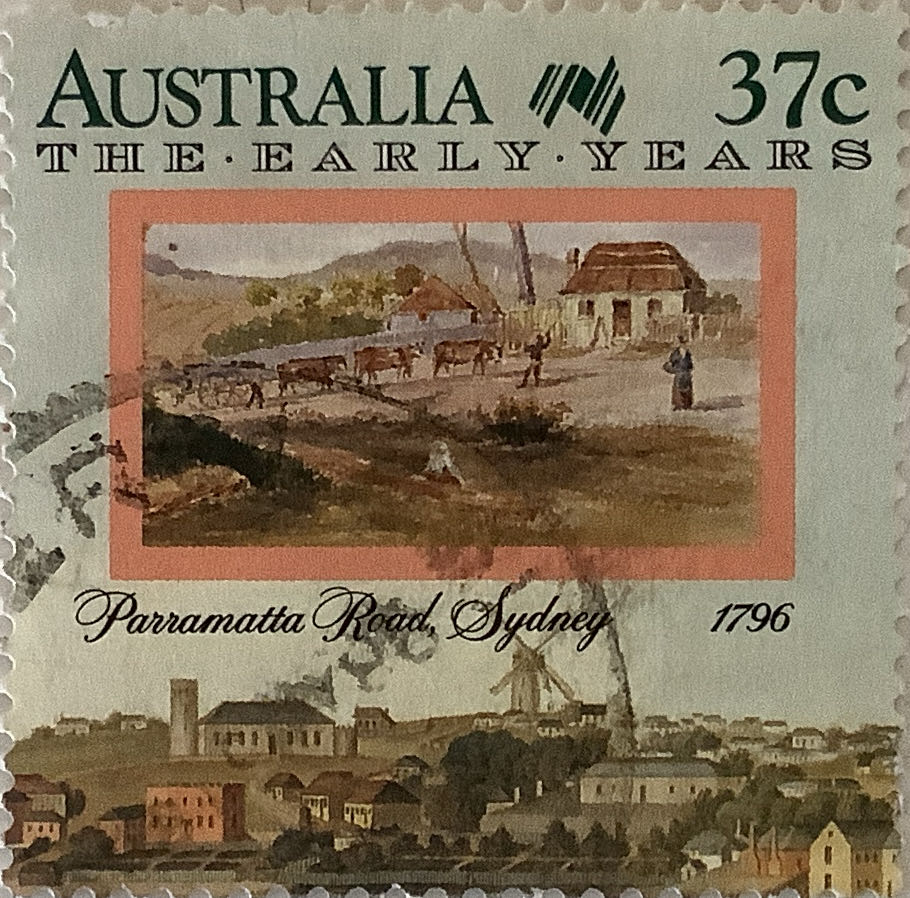 AUSTRALIA 37c
THE·EARLY·YEARS
Parramatta Road, Sydney 1796